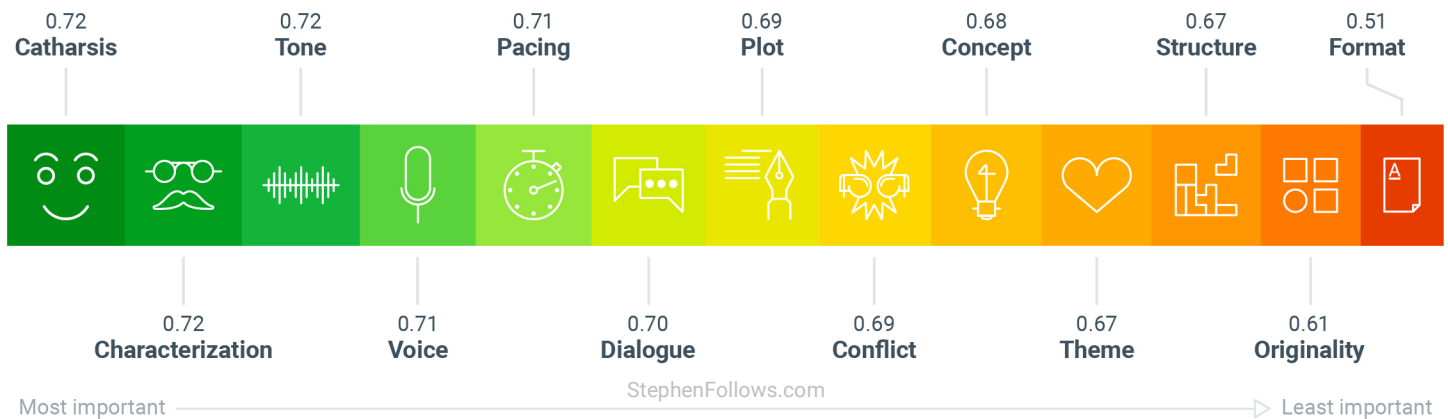 0.72
Catharsis
0.72
Tone
0.71
Pacing
0.69
Plot
0.68
Concept
0.67
Structure
0.51
Format
A
0.72
Characterization
0.71
Voice
0.70
Dialogue
0.69
Conflict
0.67
Theme
0.61
Originality
StephenFollows.com
Most important
Least important